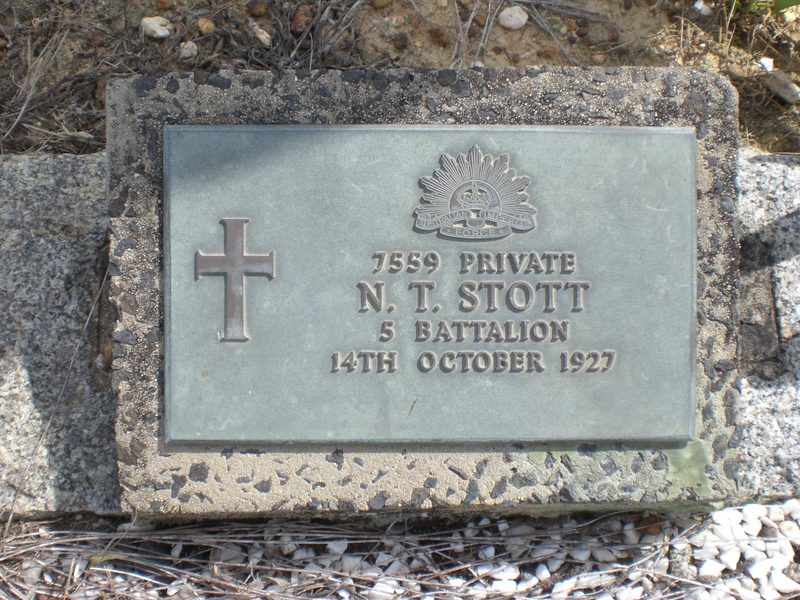 AUSTRALIAN IMPERIAL
FORCE
7559 PRIVATE
N. T. STOTT
5 BATTALION
14TH OCTOBER 1927